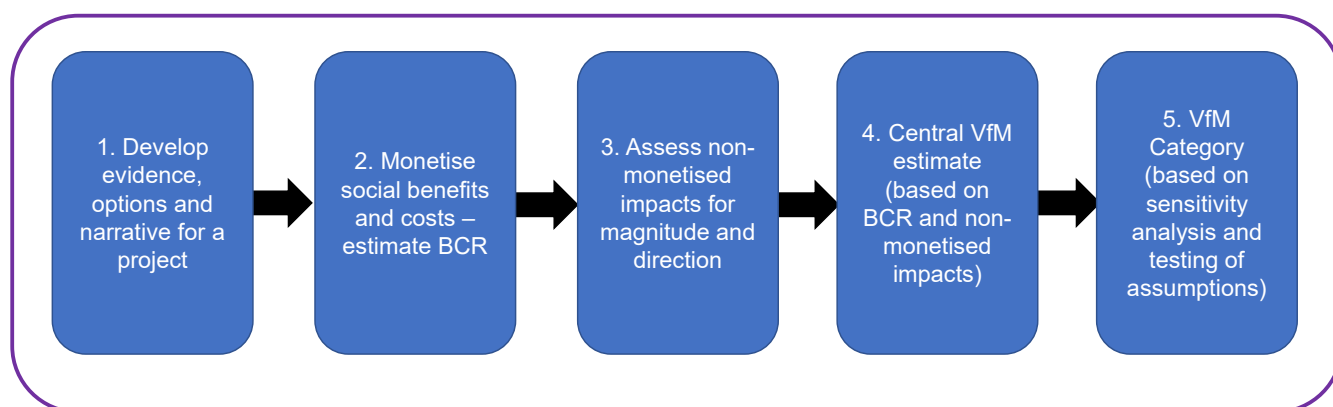 1. Develop
evidence,
options and
narrative for a
project
2. Monetise
social benefits
and costs –
estimate BCR
3. Assess non-
monetised
impacts for
magnitude and
direction
4. Central VfM
estimate
(based on
BCR and non-
monetised
impacts)
5. VfM
Category
(based on
sensitivity
analysis and
testing of
assumptions)